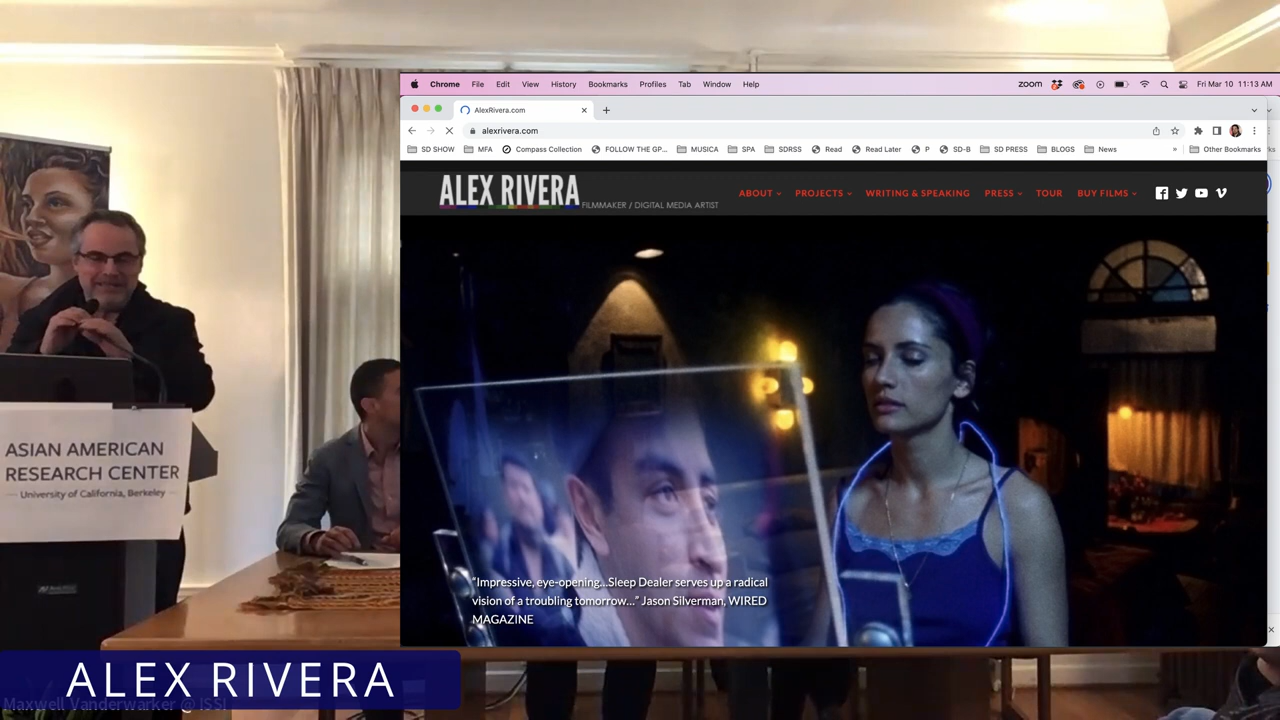 Chrome File Edit View History Bookmarks Profiles Tab Window Help zoom Fri Mar 10 11:13 AM
AlexRivera.com
alexrivera.com
SD SHOW MFA Compass Collection FOLLOW THE GP... MUSICA SPA SDRSS Read Read Later P SD-B SD PRESS BLOGS News » Other Bookmarks
ALEX RIVERA FILMMAKER / DIGITAL MEDIA ARTIST
ABOUT PROJECTS WRITING & SPEAKING PRESS TOUR BUY FILMS
ASIAN AMERICAN
RESEARCH CENTER
University of California, Berkeley
“Impressive, eye-opening...Sleep Dealer serves up a radical
vision of a troubling tomorrow...” Jason Silverman, WIRED
MAGAZINE
ALEX RIVERA
Maxwell Vanderwarker @ ISSI